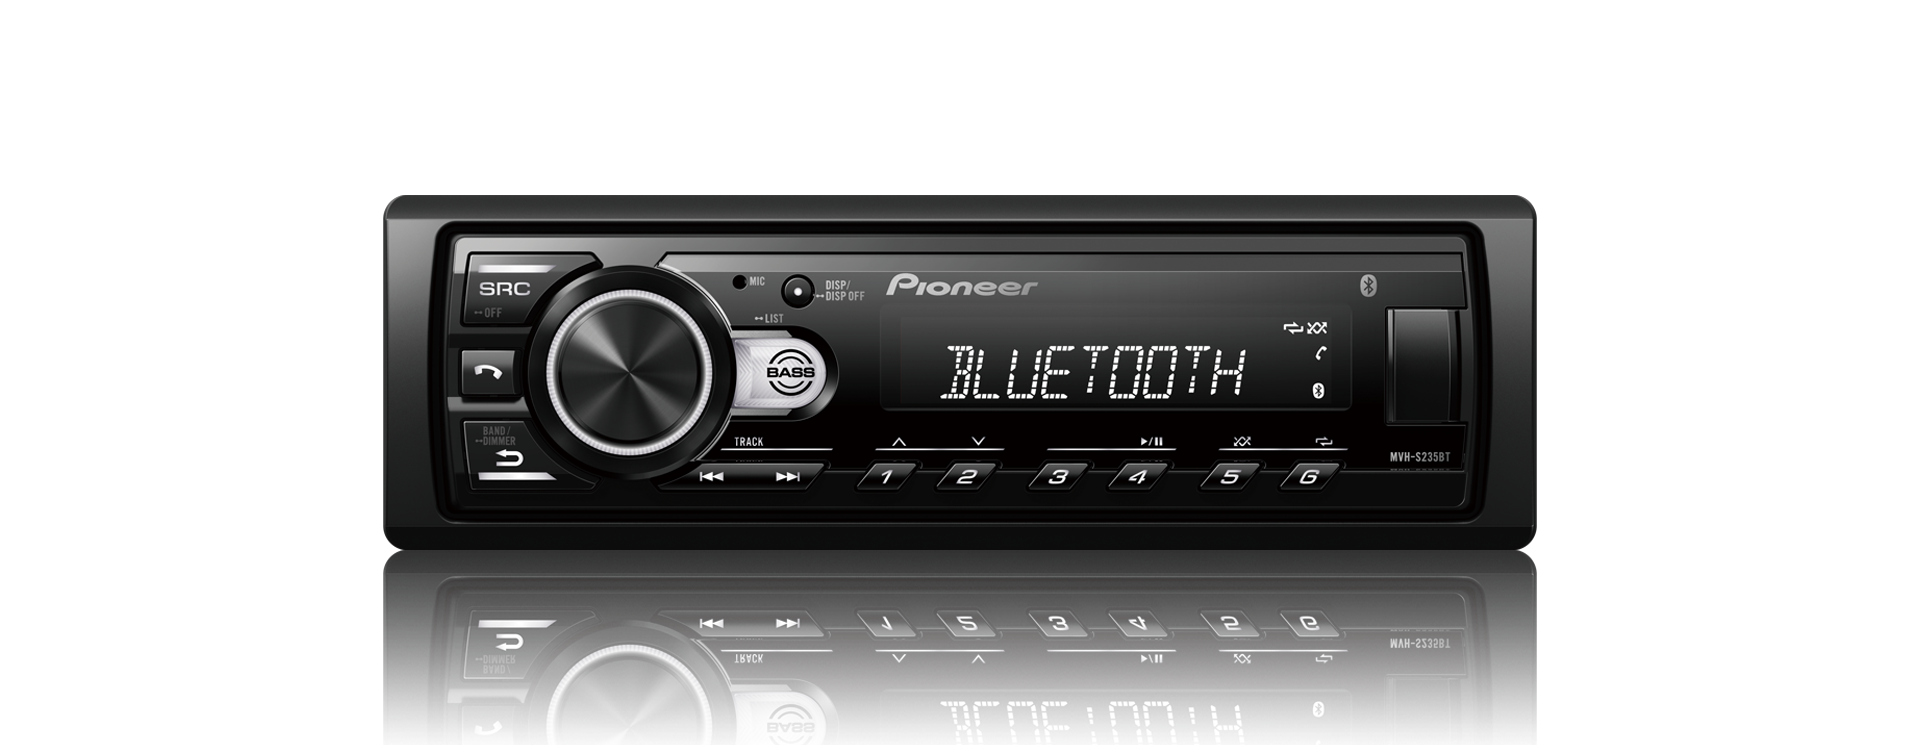 SRC
OFF
MIC
DISP/
DISP OFF
Pioneer
LIST
BASS
BLUETOOTH
BAND/
DIMMER
TRACK
MVH-S235BT
1 2 3 4 5 6